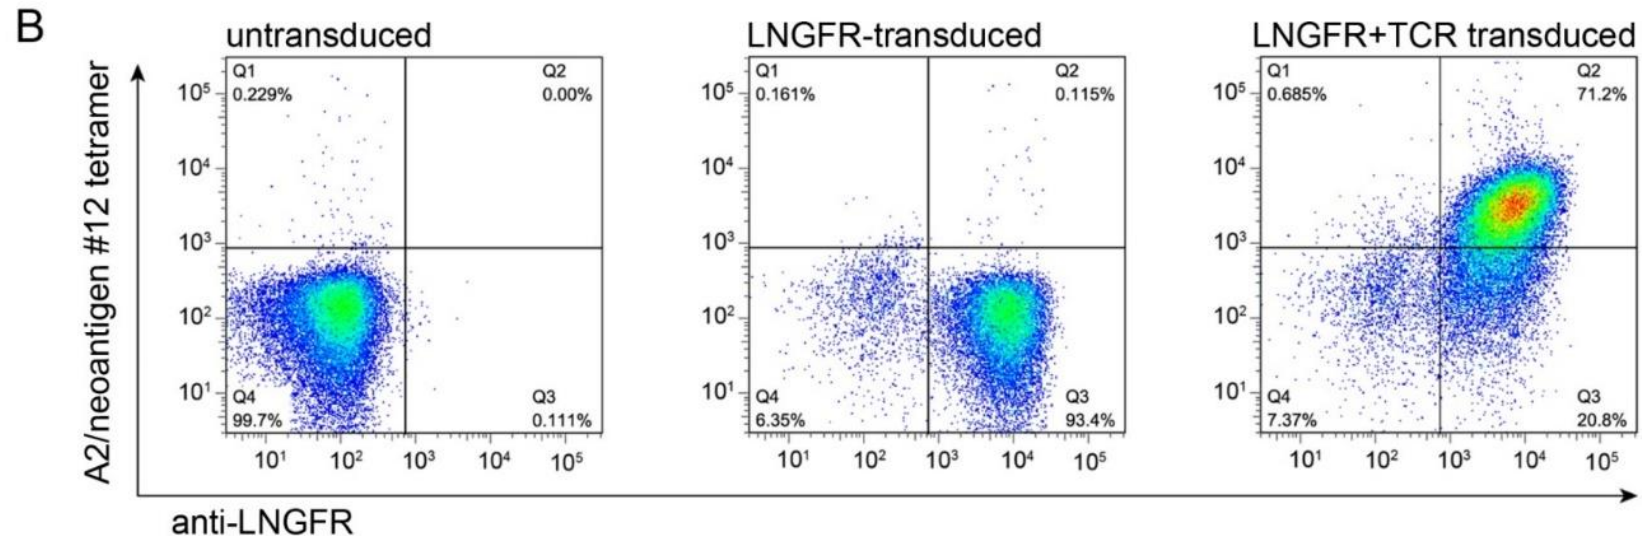 B
untransduced
LNGFR-transduced
LNGFR+TCR transduced
A2/neoantigen #12 tetramer
Q1
0.229%
Q2
0.00%
10⁵
10⁴
10³
10²
10¹
Q4
99.7%
Q3
0.111%
10¹ 10² 10³ 10⁴ 10⁵
Q1
0.161%
Q2
0.115%
10⁵
10⁴
10³
10²
10¹
Q4
6.35%
Q3
93.4%
10¹ 10² 10³ 10⁴ 10⁵
Q1
0.685%
Q2
71.2%
10⁵
10⁴
10³
10²
10¹
Q4
7.37%
Q3
20.8%
10¹ 10² 10³ 10⁴ 10⁵
anti-LNGFR